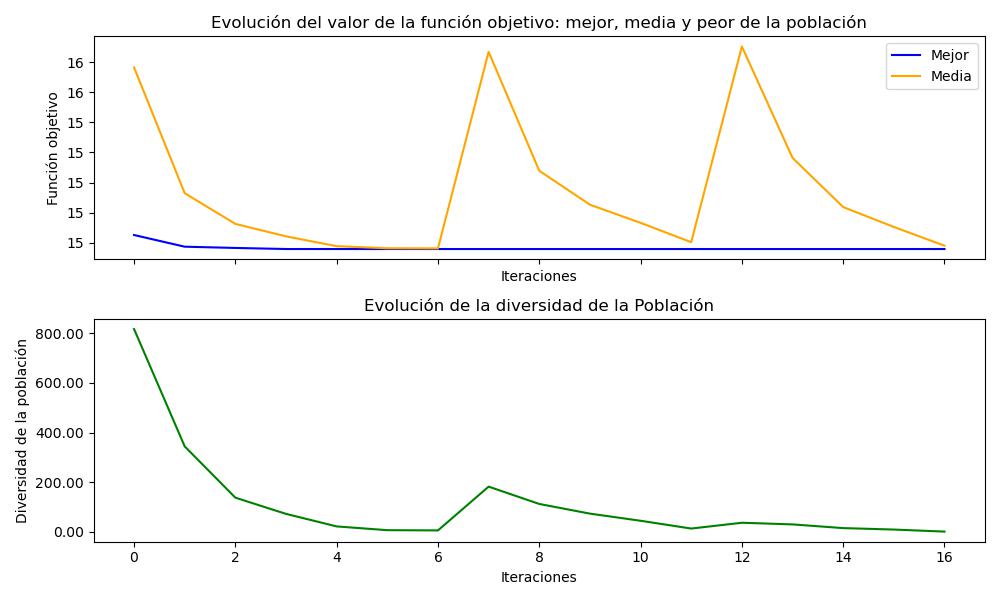 Evolución del valor de la función objetivo: mejor, media y peor de la población
Función objetivo
16
16
15
15
15
15
15
Mejor
Media
Iteraciones
Evolución de la diversidad de la Población
Diversidad de la población
800.00
600.00
400.00
200.00
0.00
0 2 4 6 8 10 12 14 16
Iteraciones